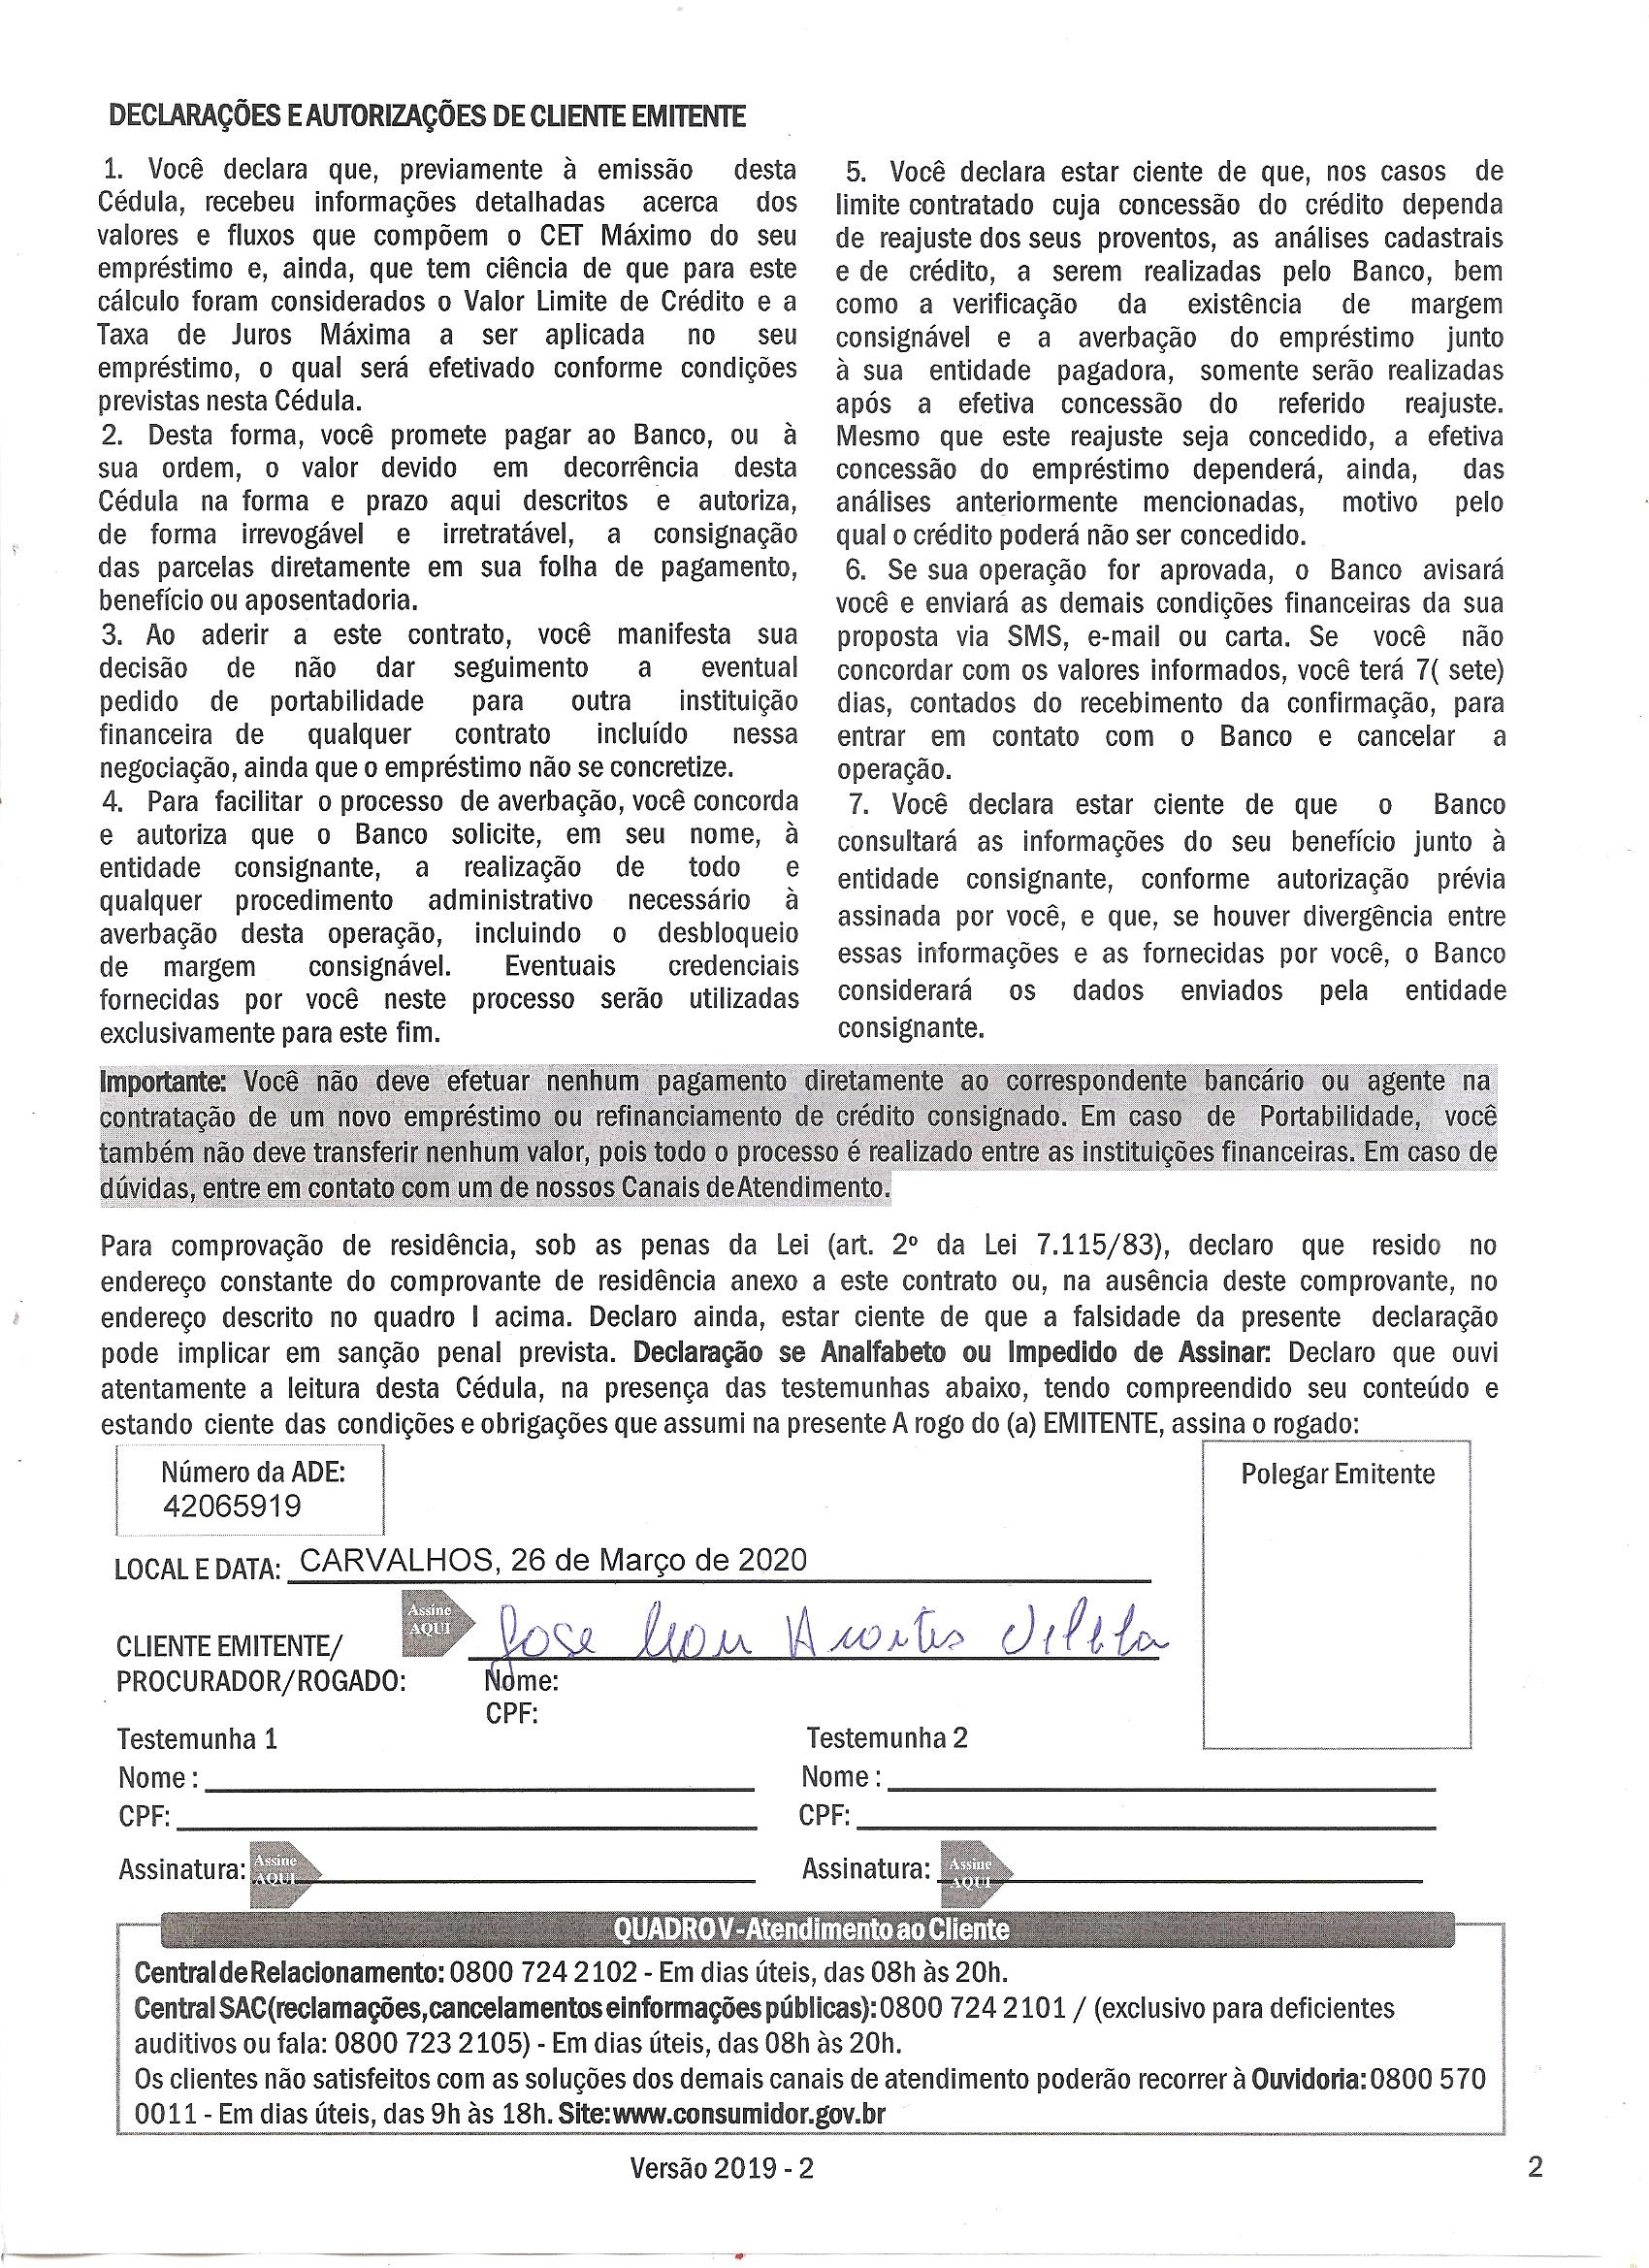 DECLARAÇÕES E AUTORIZAÇÕES DE CLIENTE EMITENTE
1. Você declara que, previamente à emissão desta
Cédula, recebeu informações detalhadas acerca dos
valores e fluxos que compõem o CET Máximo do seu
empréstimo e, ainda, que tem ciência de que para este
cálculo foram considerados o Valor Limite de Crédito e a
Taxa de Juros Máxima a ser aplicada no seu
empréstimo, o qual será efetivado conforme condições
previstas nesta Cédula.
2. Desta forma, você promete pagar ao Banco, ou à
sua ordem, o valor devido em decorrência desta
Cédula na forma e prazo aqui descritos e autoriza,
de forma irrevogável e irretratável, a consignação
das parcelas diretamente em sua folha de pagamento,
benefício ou aposentadoria.
3. Ao aderir a este contrato, você manifesta sua
decisão de não dar seguimento a eventual
pedido de portabilidade para outra instituição
financeira de qualquer contrato incluído nessa
negociação, ainda que o empréstimo não se concretize.
4. Para facilitar o processo de averbação, você concorda
e autoriza que o Banco solicite, em seu nome, à
entidade consignante, a realização de todo e
qualquer procedimento administrativo necessário à
averbação desta operação, incluindo o desbloqueio
de margem consignável. Eventuais credenciais
fornecidas por você neste processo serão utilizadas
exclusivamente para este fim.
5. Você declara estar ciente de que, nos casos de
limite contratado cuja concessão do crédito dependa
de reajuste dos seus proventos, as análises cadastrais
e de crédito, a serem realizadas pelo Banco, bem
como a verificação da existência de margem
consignável e a averbação do empréstimo junto
à sua entidade pagadora, somente serão realizadas
após a efetiva concessão do referido reajuste.
Mesmo que este reajuste seja concedido, a efetiva
concessão do empréstimo dependerá, ainda, das
análises anteriormente mencionadas, motivo pelo
qual o crédito poderá não ser concedido.
6. Se sua operação for aprovada, o Banco avisará
você e enviará as demais condições financeiras da sua
proposta via SMS, e-mail ou carta. Se você não
concordar com os valores informados, você terá 7( sete)
dias, contados do recebimento da confirmação, para
entrar em contato com o Banco e cancelar a
operação.
7. Você declara estar ciente de que o Banco
consultará as informações do seu benefício junto à
entidade consignante, conforme autorização prévia
assinada por você, e que, se houver divergência entre
essas informações e as fornecidas por você, o Banco
considerará os dados enviados pela entidade
consignante.
Importante: Você não deve efetuar nenhum pagamento diretamente ao correspondente bancário ou agente na
contratação de um novo empréstimo ou refinanciamento de crédito consignado. Em caso de Portabilidade, você
também não deve transferir nenhum valor, pois todo o processo é realizado entre as instituições financeiras. Em caso de
dúvidas, entre em contato com um de nossos Canais de Atendimento.
Para comprovação de residência, sob as penas da Lei (art. 2º da Lei 7.115/83), declaro que resido no
endereço constante do comprovante de residência anexo a este contrato ou, na ausência deste comprovante, no
endereço descrito no quadro I acima. Declaro ainda, estar ciente de que a falsidade da presente declaração
pode implicar em sanção penal prevista. Declaração se Analfabeto ou Impedido de Assinar: Declaro que ouvi
atentamente a leitura desta Cédula, na presença das testemunhas abaixo, tendo compreendido seu conteúdo e
estando ciente das condições e obrigações que assumi na presente A rogo do (a) EMITENTE, assina o rogado:
Número da ADE:
42065919
Polegar Emitente
LOCAL E DATA: CARVALHOS, 26 de Março de 2020
Assine
AQUI
Jose
CLIENTE EMITENTE/
PROCURADOR/ROGADO: Nome:
CPF:
Testemunha 1 Testemunha 2
Nome : Nome :
CPF: CPF:
Assinatura: Assine AQUI Assinatura: Assine AQUI
QUADRO V - Atendimento ao Cliente
Central de Relacionamento: 0800 724 2102 - Em dias úteis, das 08h às 20h.
Central SAC(reclamações, cancelamentos e informações públicas): 0800 724 2101 / (exclusivo para deficientes
auditivos ou fala: 0800 723 2105) - Em dias úteis, das 08h às 20h.
Os clientes não satisfeitos com as soluções dos demais canais de atendimento poderão recorrer à Ouvidoria: 0800 570
0011 - Em dias úteis, das 9h às 18h. Site: www.consumidor.gov.br
Versão 2019 - 2
2